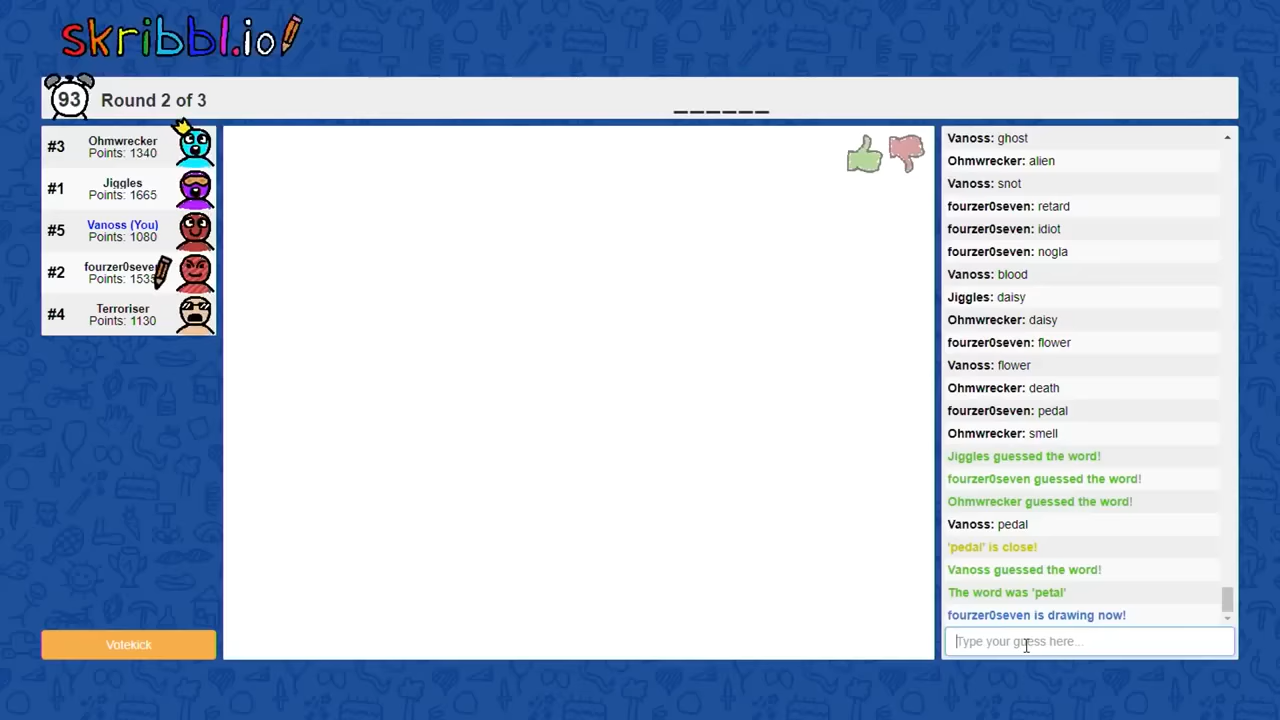 skribbl.io
93 Round 2 of 3
______
#3 Ohmwrecker
Points: 1340
#1 Jiggles
Points: 1665
#5 Vanoss (You)
Points: 1080
#2 fourzer0seven
Points: 1535
#4 Terroriser
Points: 1130
Votekick
Vanoss: ghost
Ohmwrecker: alien
Vanoss: snot
fourzer0seven: retard
fourzer0seven: idiot
fourzer0seven: nogla
Vanoss: blood
Jiggles: daisy
Ohmwrecker: daisy
fourzer0seven: flower
Vanoss: flower
Ohmwrecker: death
fourzer0seven: pedal
Ohmwrecker: smell
Jiggles guessed the word!
fourzer0seven guessed the word!
Ohmwrecker guessed the word!
Vanoss: pedal
'pedal' is close!
Vanoss guessed the word!
The word was 'petal'
fourzer0seven is drawing now!
Type your guess here...